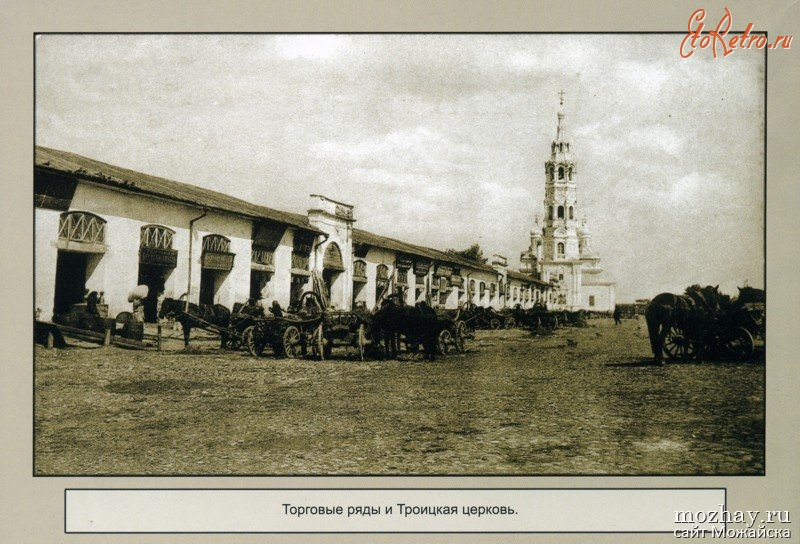 EtoRetro.ru
Торговые ряды и Троицкая церковь.
mozhay.ru
сайт Можайска